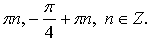 πn, -π/4 + πn, n ∈ Z.